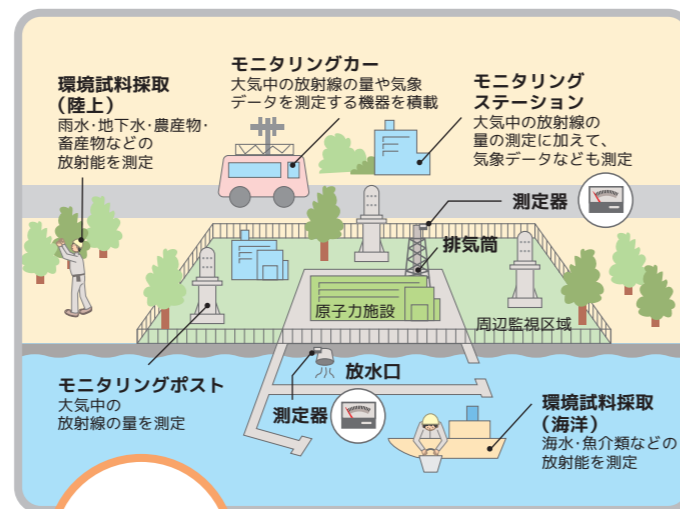 環境試料採取
(陸上)
雨水・地下水・農産物・
畜産物などの
放射能を測定
モニタリングカー
大気中の放射線の量や気象
データを測定する機器を積載
モニタリング
ステーション
大気中の放射線の
量の測定に加えて、
気象データなども測定
測定器
排気筒
原子力施設
周辺監視区域
モニタリングポスト
大気中の
放射線の量を測定
放水口
測定器
環境試料採取
(海洋)
海水・魚介類などの
放射能を測定